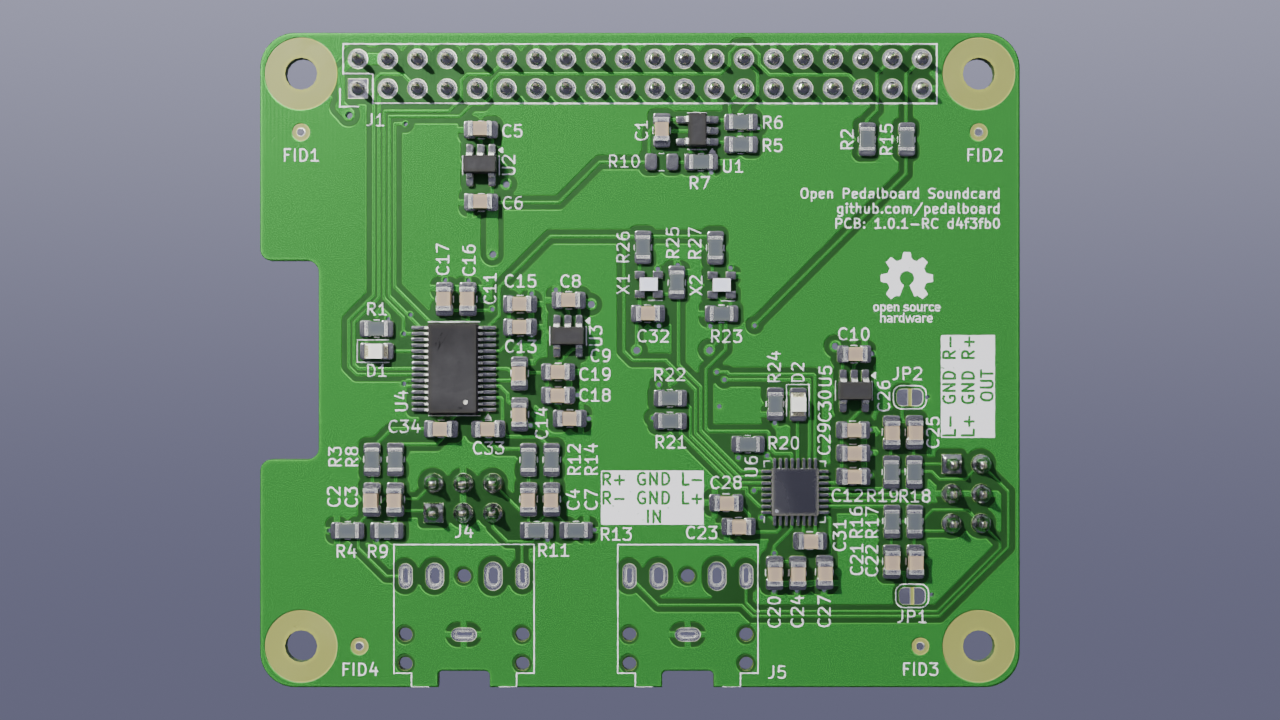 J1
FID1
C5
U2
C6
C1
R6
R5
U1
R10
R7
R2
R15
FID2
Open Pedalboard Soundcard
github.com/pedalboard
PCB: 1.0.1-RC d4f3fb0
open source
hardware
C17
C16
C11
C15
C8
R26
R25
R27
X1
X2
C32
R23
R1
D1
U4
C13
U3
C9
C19
C18
C14
C34
C33
R22
R21
R24
D2
U5
C10
C30
C29
C26
JP2
C25
L- GND R-
L+ GND R+
OUT
R3
R8
R12
R14
C2
C3
C4
C7
R4
R9
J4
R11
R13
R+ GND L-
R- GND L+
IN
R20
U6
C28
C23
C12
R19
R18
R16
R17
C31
C21
C22
C20
C24
C27
JP1
FID4
J5
FID3